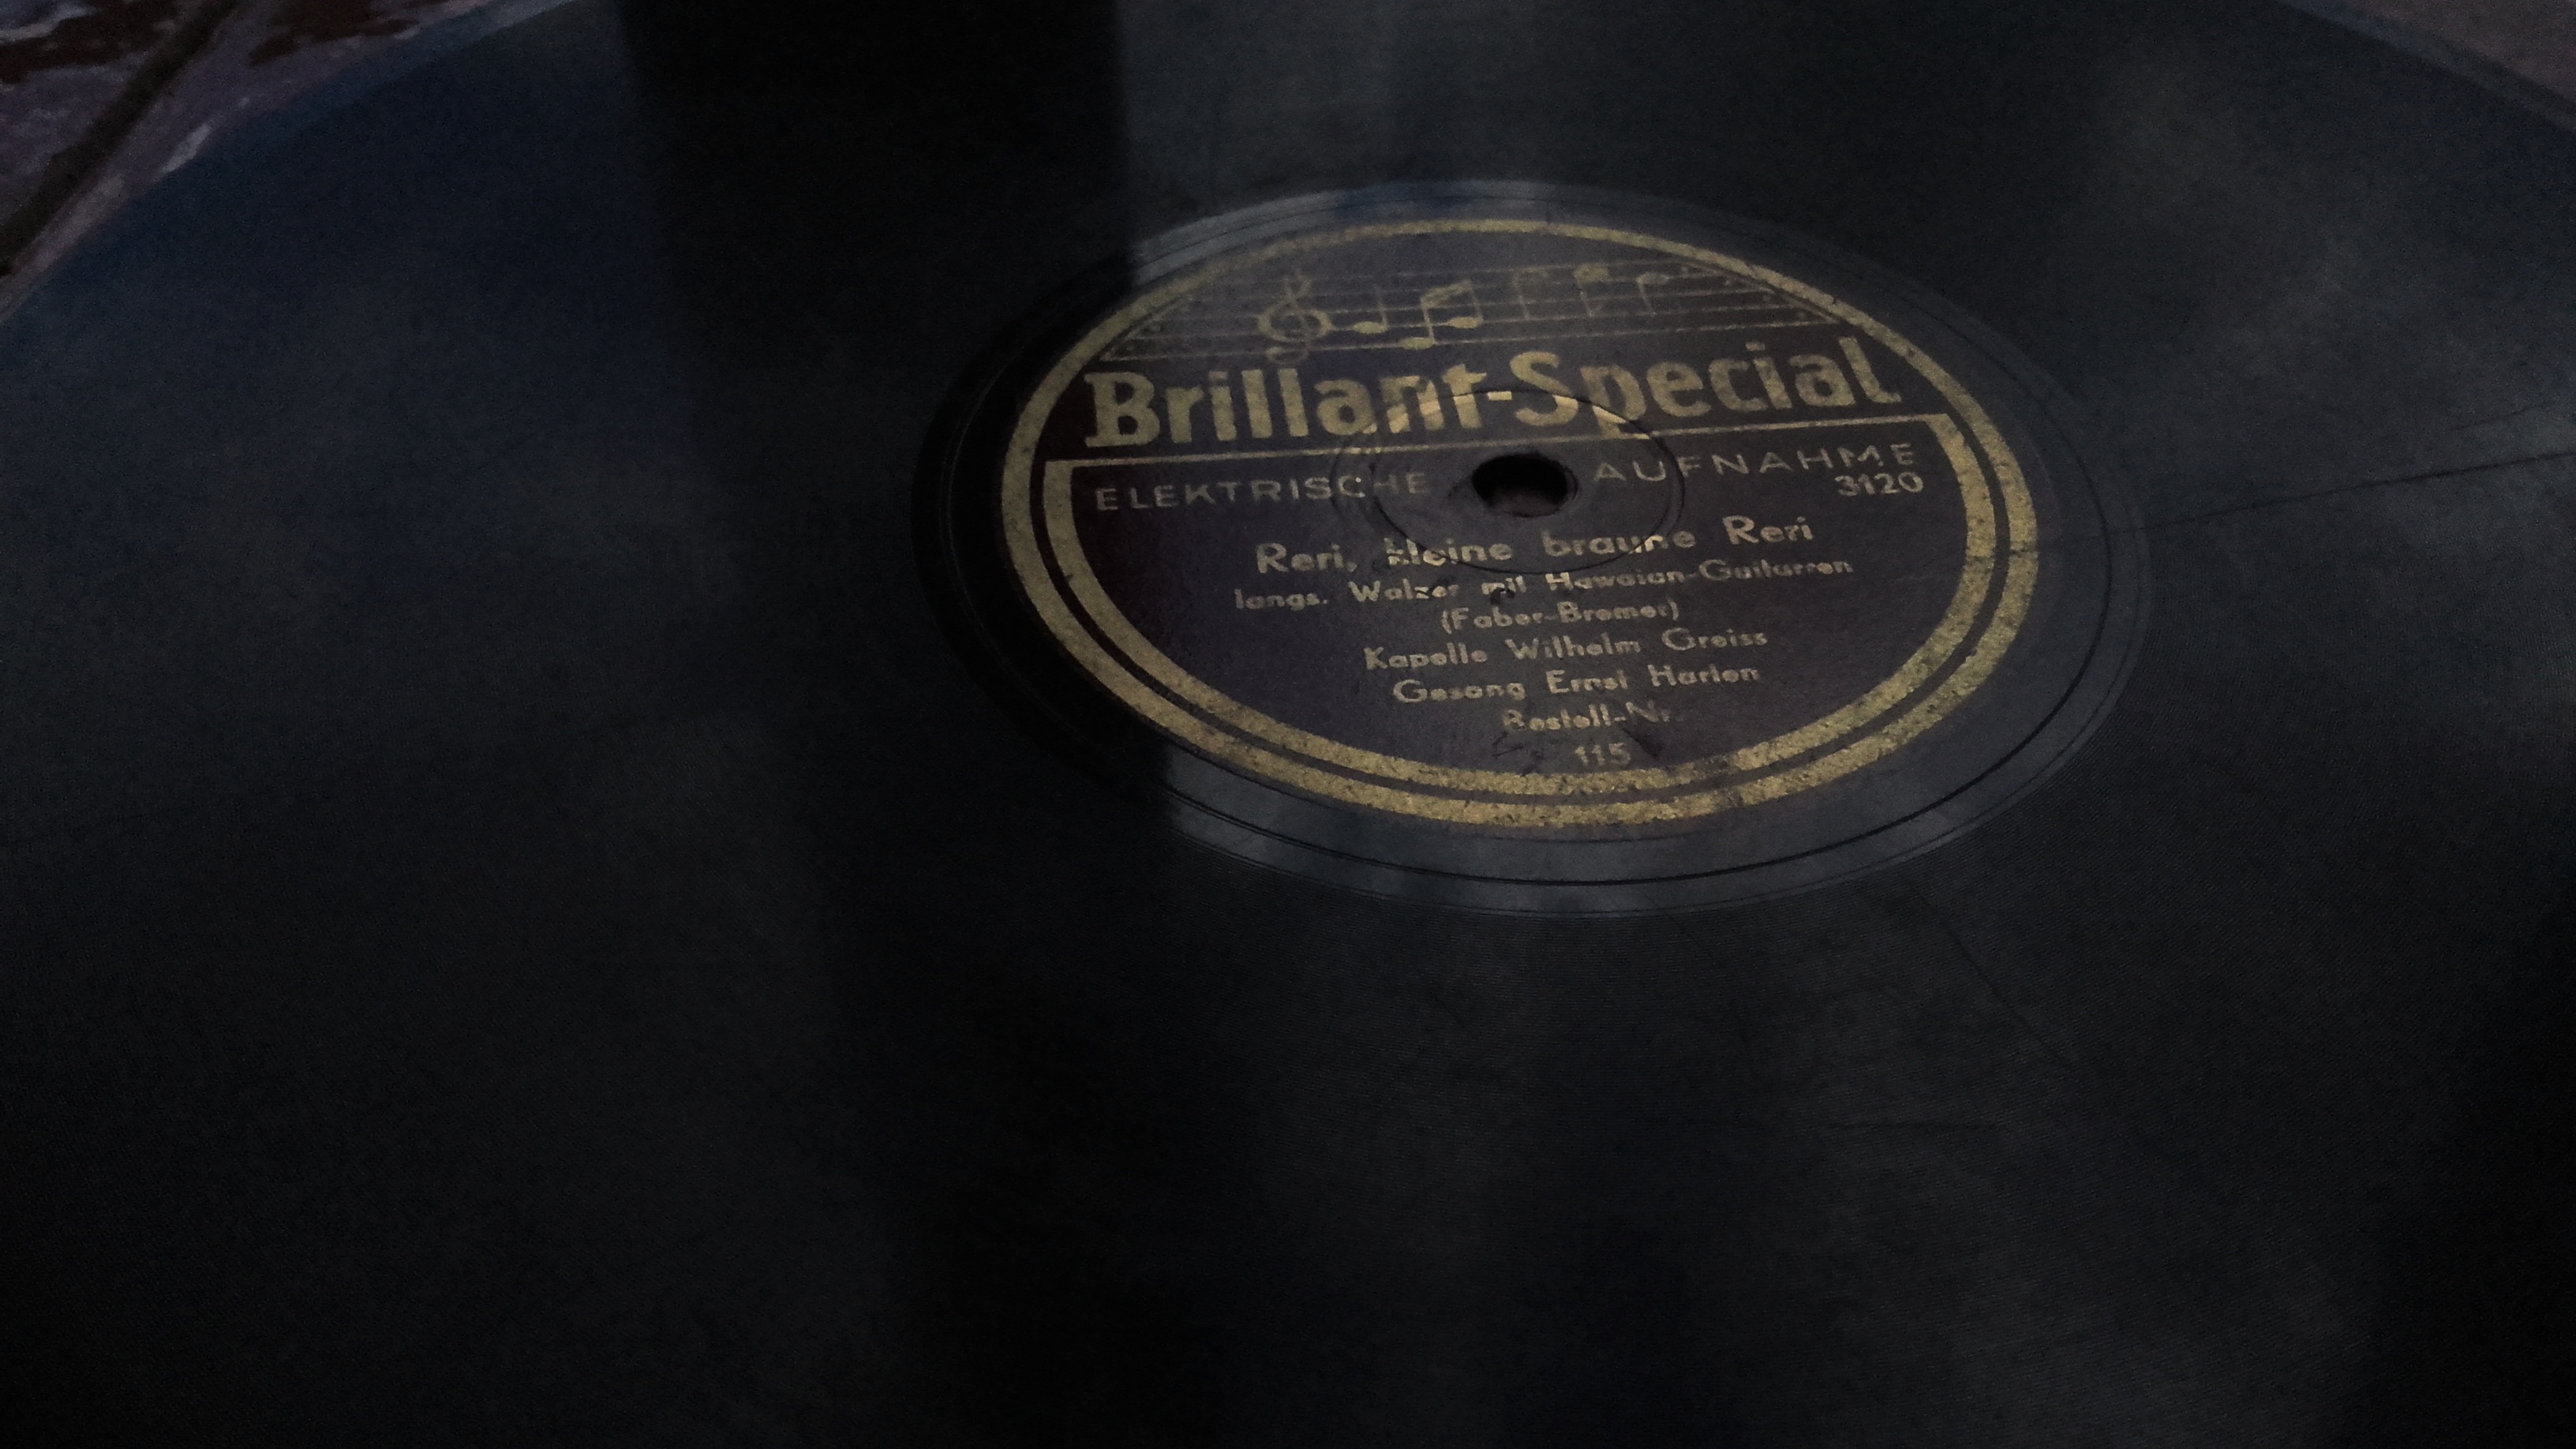 Brillant-Special
ELEKTRISCHE AUFNAHME
3120
Reri, kleine braune Reri
langs. Walzer mit Hawaian-Guitarren
(Faber-Bremer)
Kapelle Wilhelm Greiss
Gesang Ernst Harten
Bestell-Nr.
115